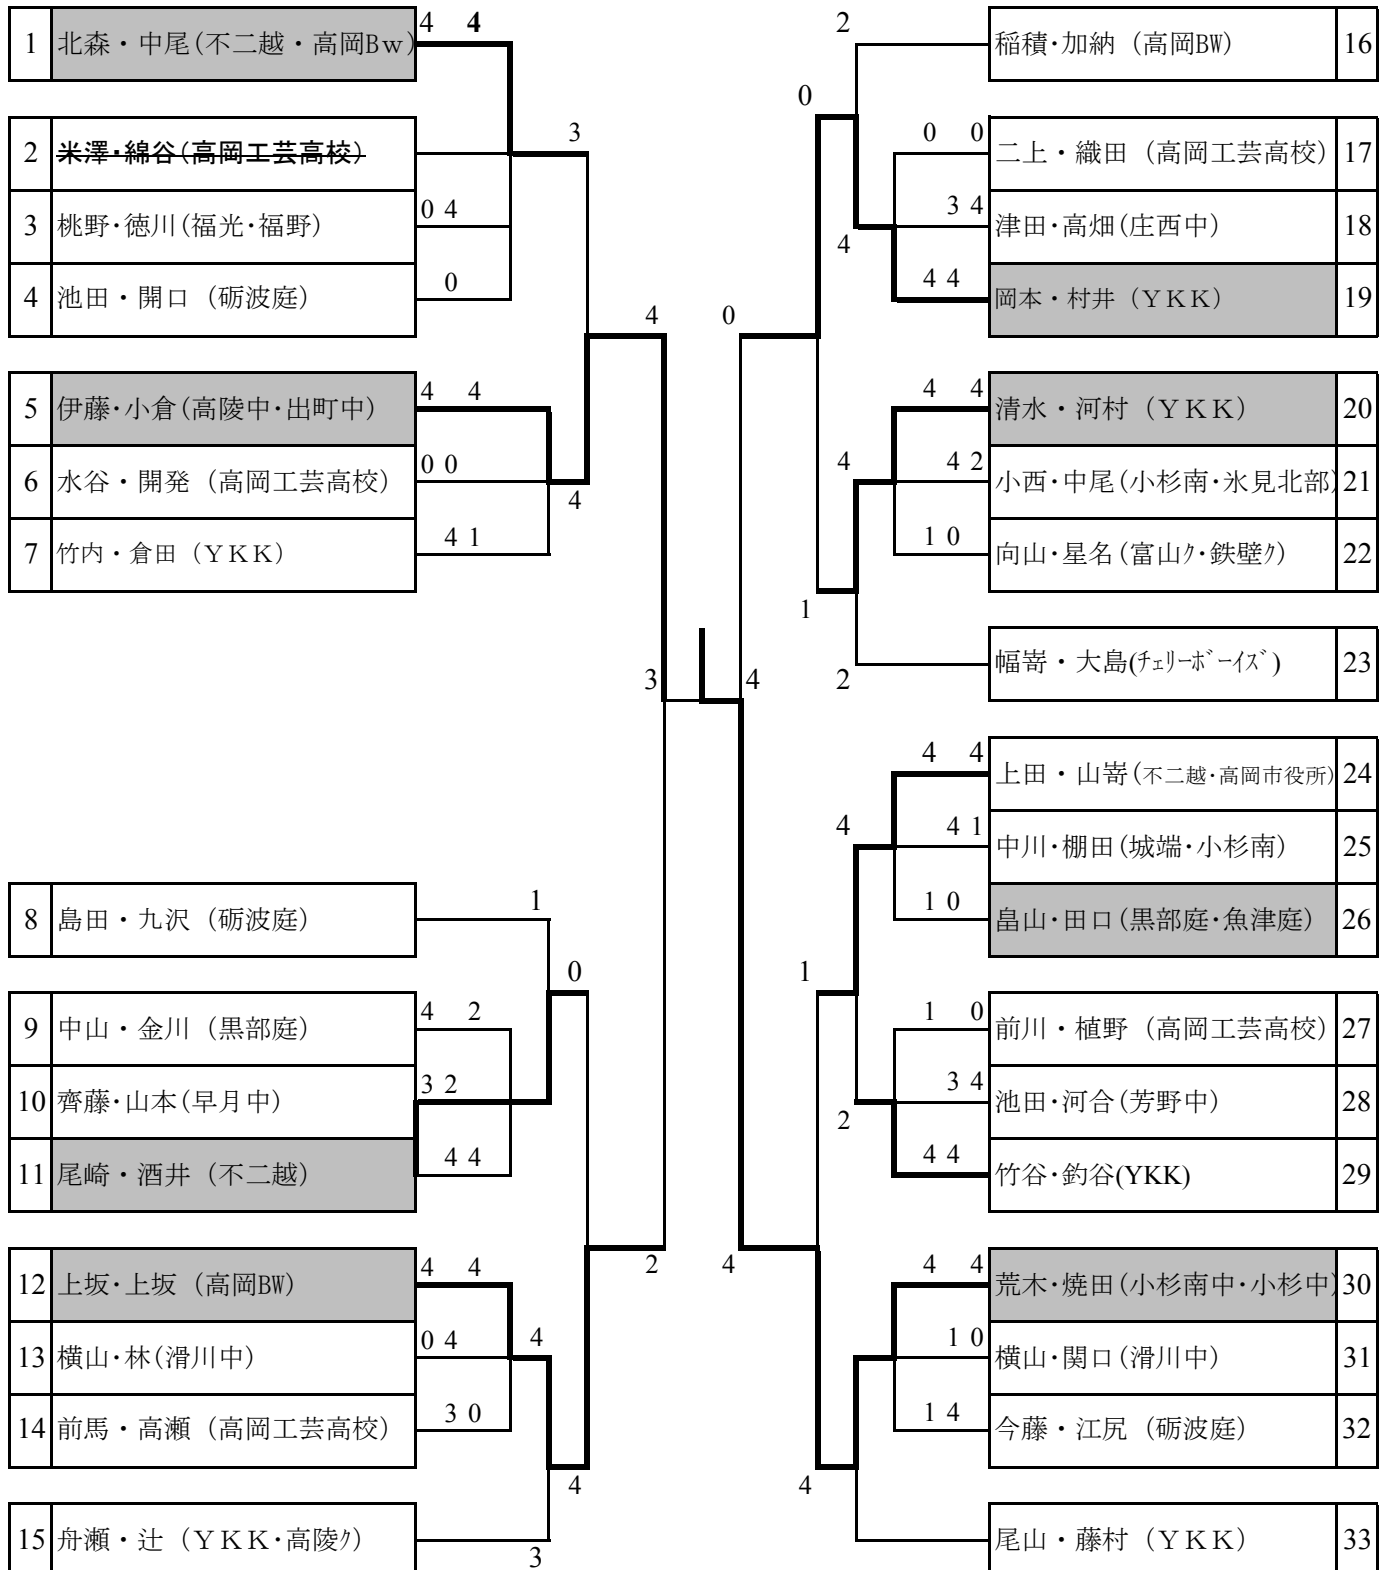 1 北森・中尾(不二越・高岡Bw) 4 4
3
2 米澤・綿谷(高岡工芸高校)
3 桃野・徳川(福光・福野) 0 4
4 池田・開口 (砺波庭) 0
4
5 伊藤・小倉(高陵中・出町中) 4 4
6 水谷・開発 (高岡工芸高校) 0 0
4
7 竹内・倉田 (YKK) 4 1
3
8 島田・九沢 (砺波庭) 1
0
9 中山・金川 (黒部庭) 4 2
10 齊藤・山本(早月中) 3 2
11 尾崎・酒井 (不二越) 4 4
2
12 上坂・上坂 (高岡BW) 4 4
13 横山・林(滑川中) 0 4 4
14 前馬・高瀬 (高岡工芸高校) 3 0
4
15 舟瀬・辻 (YKK・高陵ｸ) 3
2 稲積・加納 (高岡BW) 16
0
0 0 二上・織田 (高岡工芸高校) 17
3 4 津田・高畑(庄西中) 18
4
4 4 岡本・村井 (YKK) 19
0
4 4 清水・河村 (YKK) 20
4 4 2 小西・中尾(小杉南・氷見北部) 21
1 0 向山・星名(富山ｸ・鉄壁ｸ) 22
1
2 幅嵜・大島(ﾁｪﾘｰﾎﾞｰｲｽﾞ) 23
4
4 4 上田・山嵜(不二越・高岡市役所) 24
4 4 1 中川・棚田(城端・小杉南) 25
1 0 畠山・田口(黒部庭・魚津庭) 26
1
1 0 前川・植野 (高岡工芸高校) 27
3 4 池田・河合(芳野中) 28
2
4 4 竹谷・釣谷(YKK) 29
4
4 4 荒木・焼田(小杉南中・小杉中) 30
1 0 横山・関口(滑川中) 31
1 4 今藤・江尻 (砺波庭) 32
4
尾山・藤村 (YKK) 33